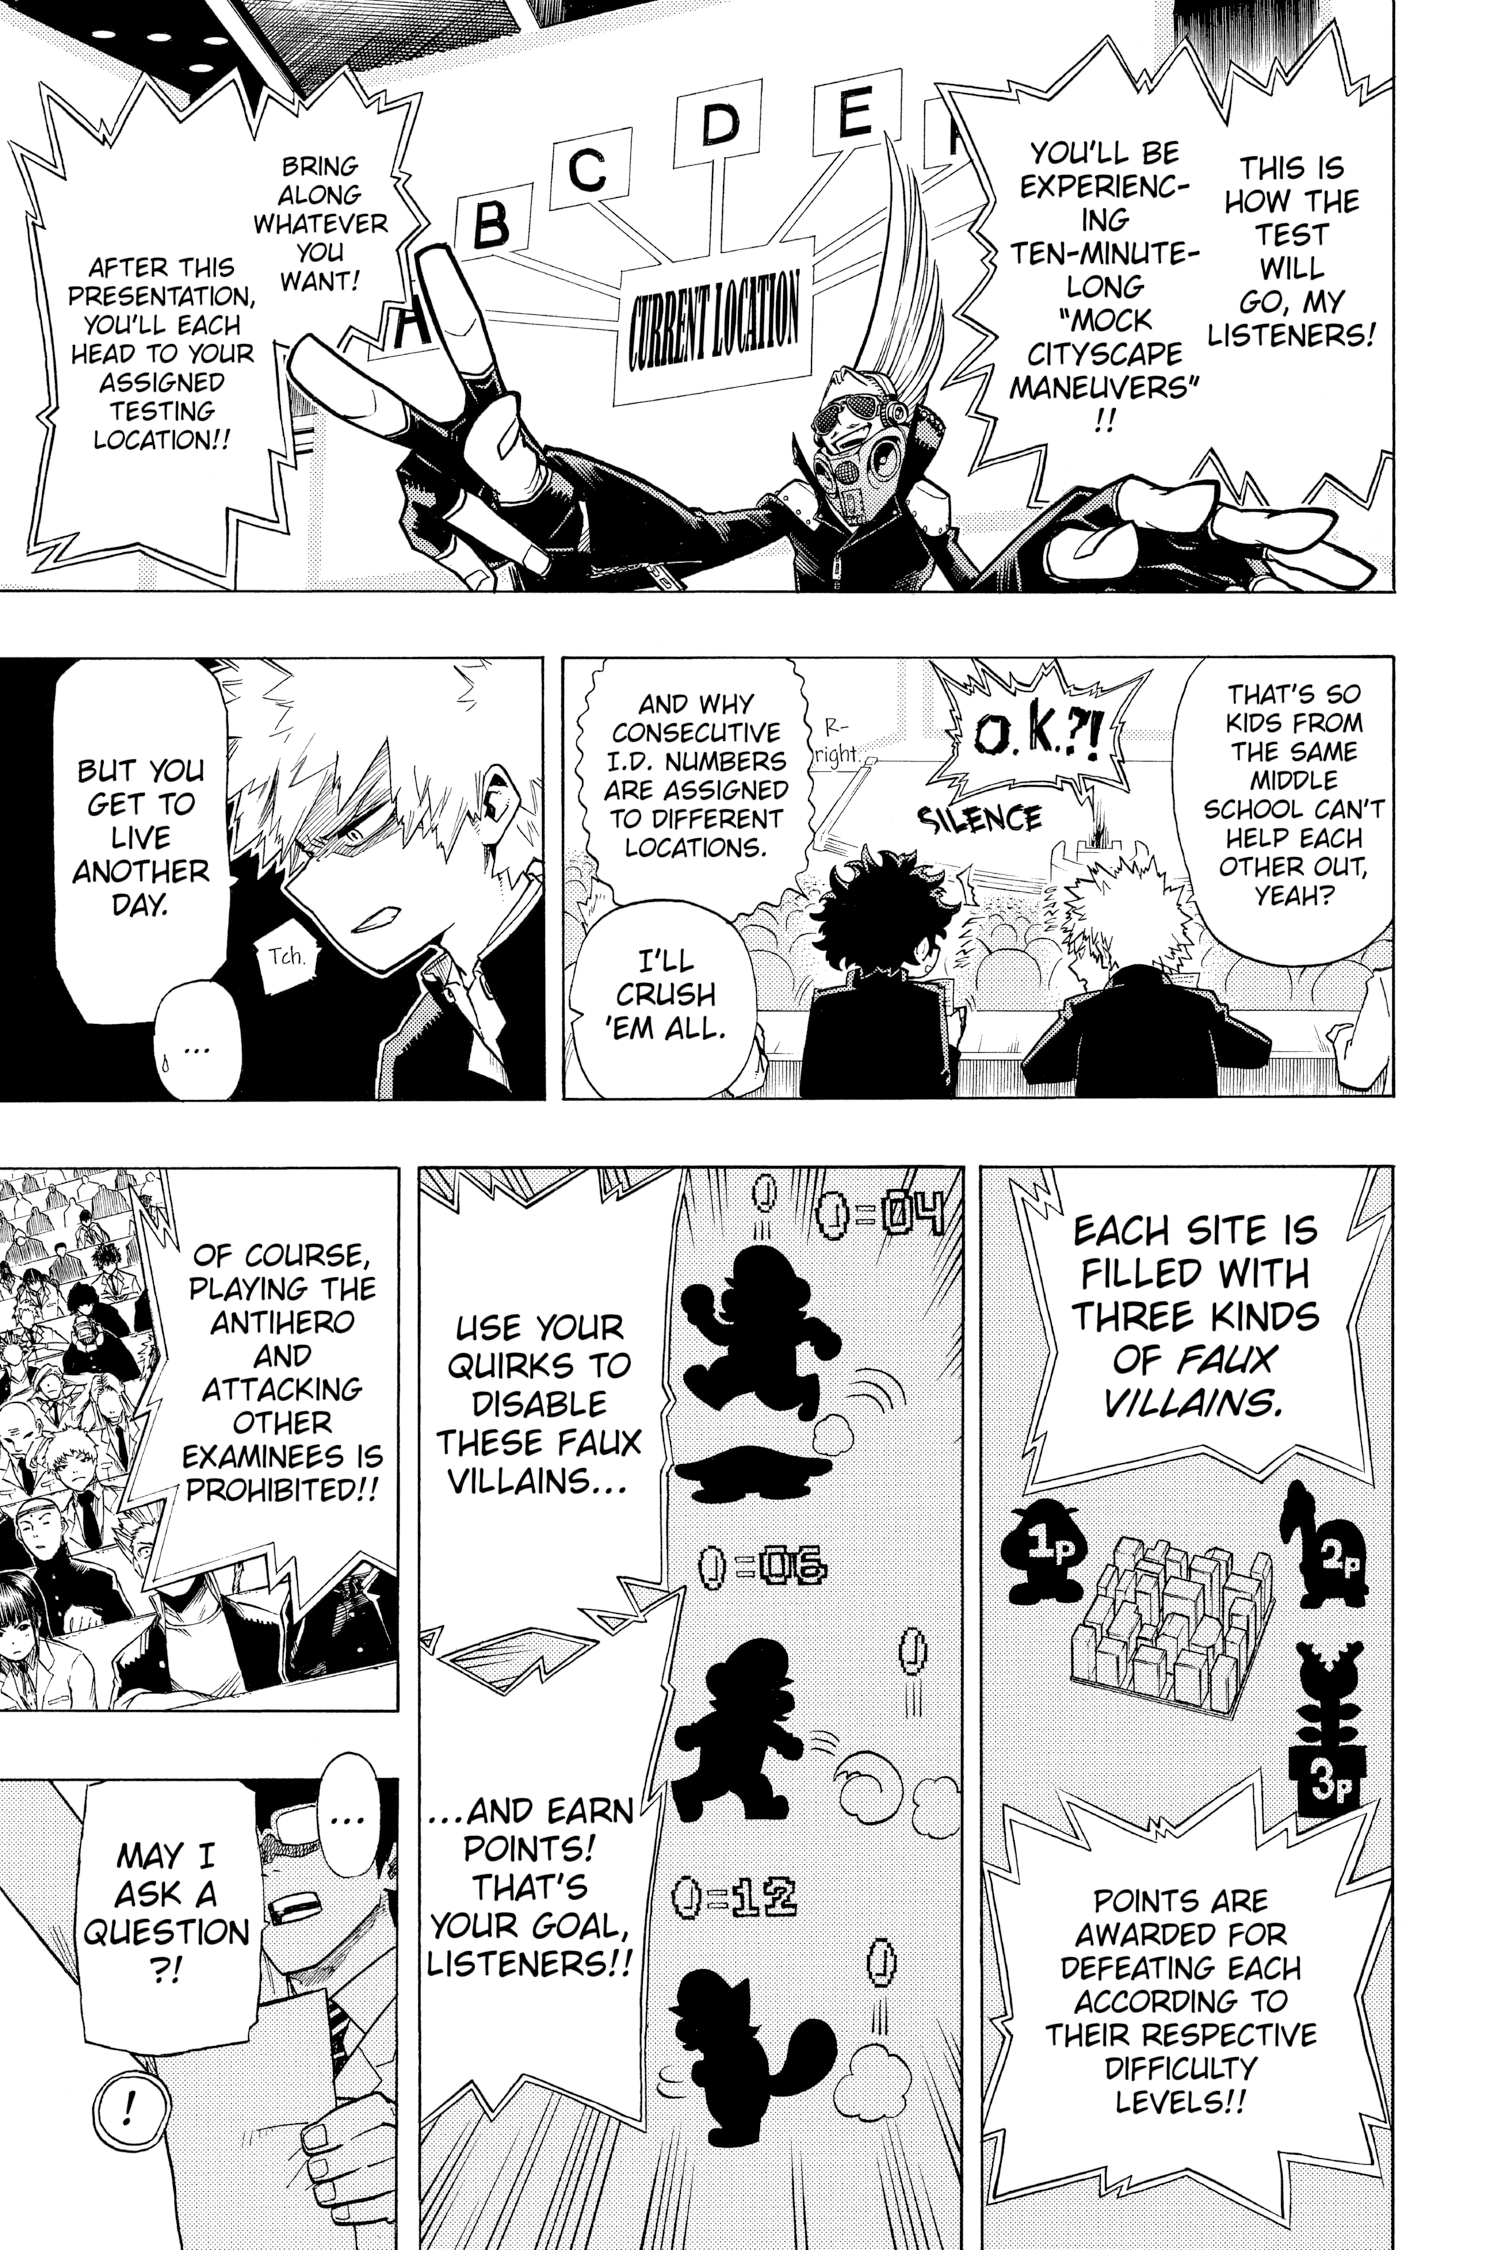 THIS IS
HOW THE
TEST
WILL
GO, MY
LISTENERS!
YOU'LL BE
EXPERIENC-
ING
TEN-MINUTE-
LONG
"MOCK
CITYSCAPE
MANEUVERS"
!!
BRING
ALONG
WHATEVER
YOU
WANT!
AFTER THIS
PRESENTATION,
YOU'LL EACH
HEAD TO YOUR
ASSIGNED
TESTING
LOCATION!!
A
B
C
D
E
CURRENT LOCATION
THAT'S SO
KIDS FROM
THE SAME
MIDDLE
SCHOOL CAN'T
HELP EACH
OTHER OUT,
YEAH?
O.K.?!
SILENCE
R-
right.
AND WHY
CONSECUTIVE
I.D. NUMBERS
ARE ASSIGNED
TO DIFFERENT
LOCATIONS.
I'LL
CRUSH
'EM ALL.
BUT YOU
GET TO
LIVE
ANOTHER
DAY.
Tch.
...
EACH SITE IS
FILLED WITH
THREE KINDS
OF FAUX
VILLAINS.
1P
2P
3P
POINTS ARE
AWARDED FOR
DEFEATING EACH
ACCORDING TO
THEIR RESPECTIVE
DIFFICULTY
LEVELS!!
USE YOUR
QUIRKS TO
DISABLE
THESE FAUX
VILLAINS...
=04
=06
=12
...AND EARN
POINTS!
THAT'S
YOUR GOAL,
LISTENERS!!
OF COURSE,
PLAYING THE
ANTIHERO
AND
ATTACKING
OTHER
EXAMINEES IS
PROHIBITED!!
...
MAY I
ASK A
QUESTION
?!
!